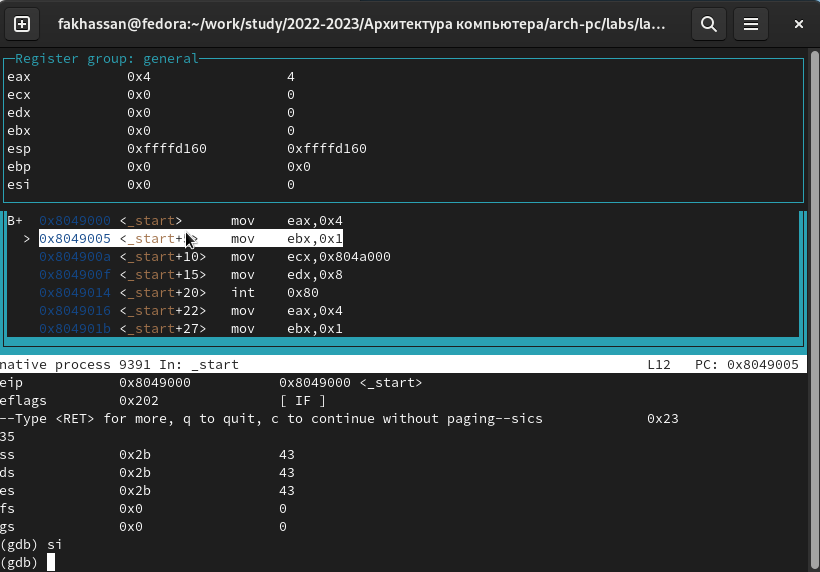 fakhassan@fedora:~/work/study/2022-2023/Архитектура компьютера/arch-pc/labs/la...
Register group: general
eax 0x4 4
ecx 0x0 0
edx 0x0 0
ebx 0x0 0
esp 0xffffd160 0xffffd160
ebp 0x0 0x0
esi 0x0 0
B+ 0x8049000 <_start> mov eax,0x4
> 0x8049005 <_start+ > mov ebx,0x1
0x804900a <_start+10> mov ecx,0x804a000
0x804900f <_start+15> mov edx,0x8
0x8049014 <_start+20> int 0x80
0x8049016 <_start+22> mov eax,0x4
0x804901b <_start+27> mov ebx,0x1
native process 9391 In: _start L12 PC: 0x8049005
eip 0x8049000 0x8049000 <_start>
eflags 0x202 [ IF ]
--Type <RET> for more, q to quit, c to continue without paging--sics 0x23
35
ss 0x2b 43
ds 0x2b 43
es 0x2b 43
fs 0x0 0
gs 0x0 0
(gdb) si
(gdb)